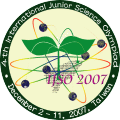 4th International Junior Science Olympiad
IJSO 2007
December 2 - 11, 2007, Taiwan